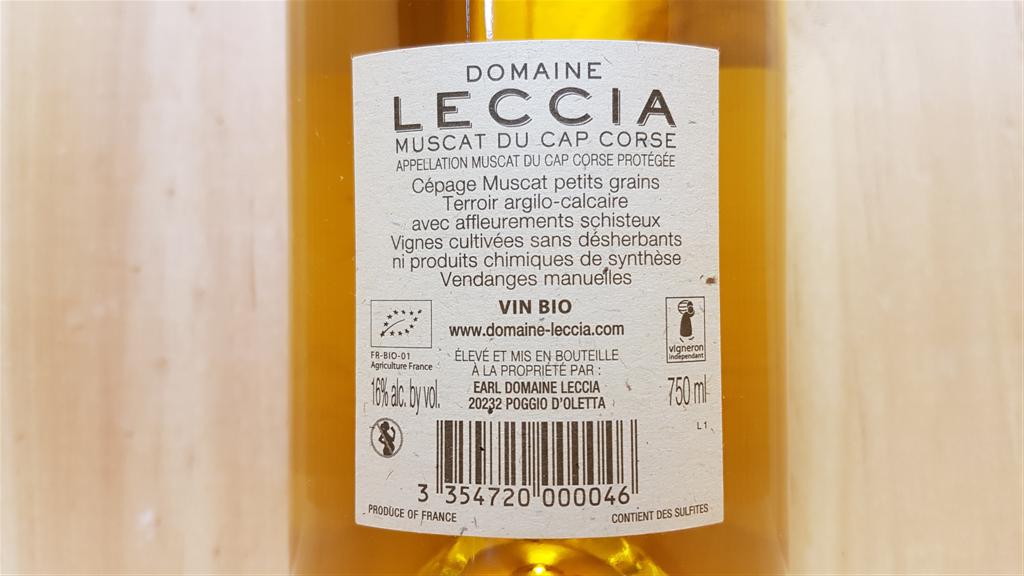 DOMAINE
LECCIA
MUSCAT DU CAP CORSE
APPELLATION MUSCAT DU CAP CORSE PROTÉGÉE
Cépage Muscat petits grains
Terroir argilo-calcaire
avec affleurements schisteux
Vignes cultivées sans désherbants
ni produits chimiques de synthèse
Vendanges manuelles
VIN BIO
www.domaine-leccia.com
FR-BIO-01
Agriculture France
vigneron
indépendant
ÉLEVÉ ET MIS EN BOUTEILLE
À LA PROPRIÉTÉ PAR :
EARL DOMAINE LECCIA
20232 POGGIO D'OLETTA
16% alc. by vol.
750 ml
L1
3 354720 000046
PRODUCE OF FRANCE
CONTIENT DES SULFITES